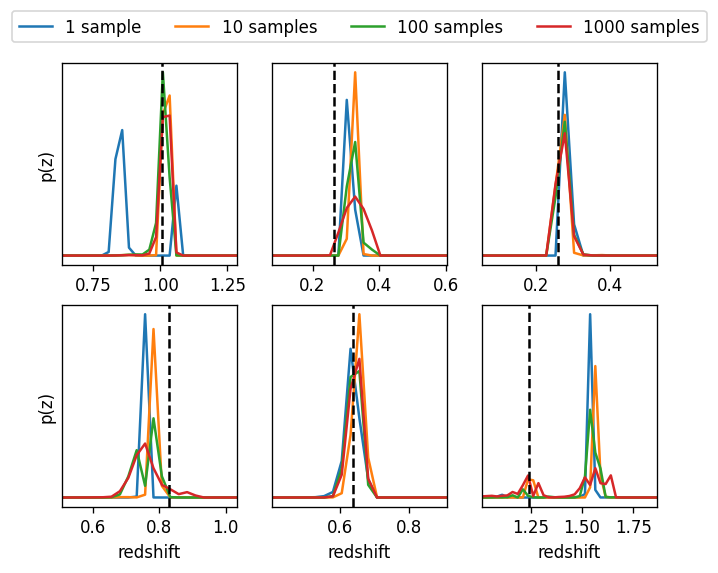 1 sample 10 samples 100 samples 1000 samples
p(z)
0.75 1.00 1.25 0.2 0.4 0.6 0.2 0.4
p(z)
0.6 0.8 1.0 0.6 0.8 1.25 1.50 1.75
redshift redshift redshift